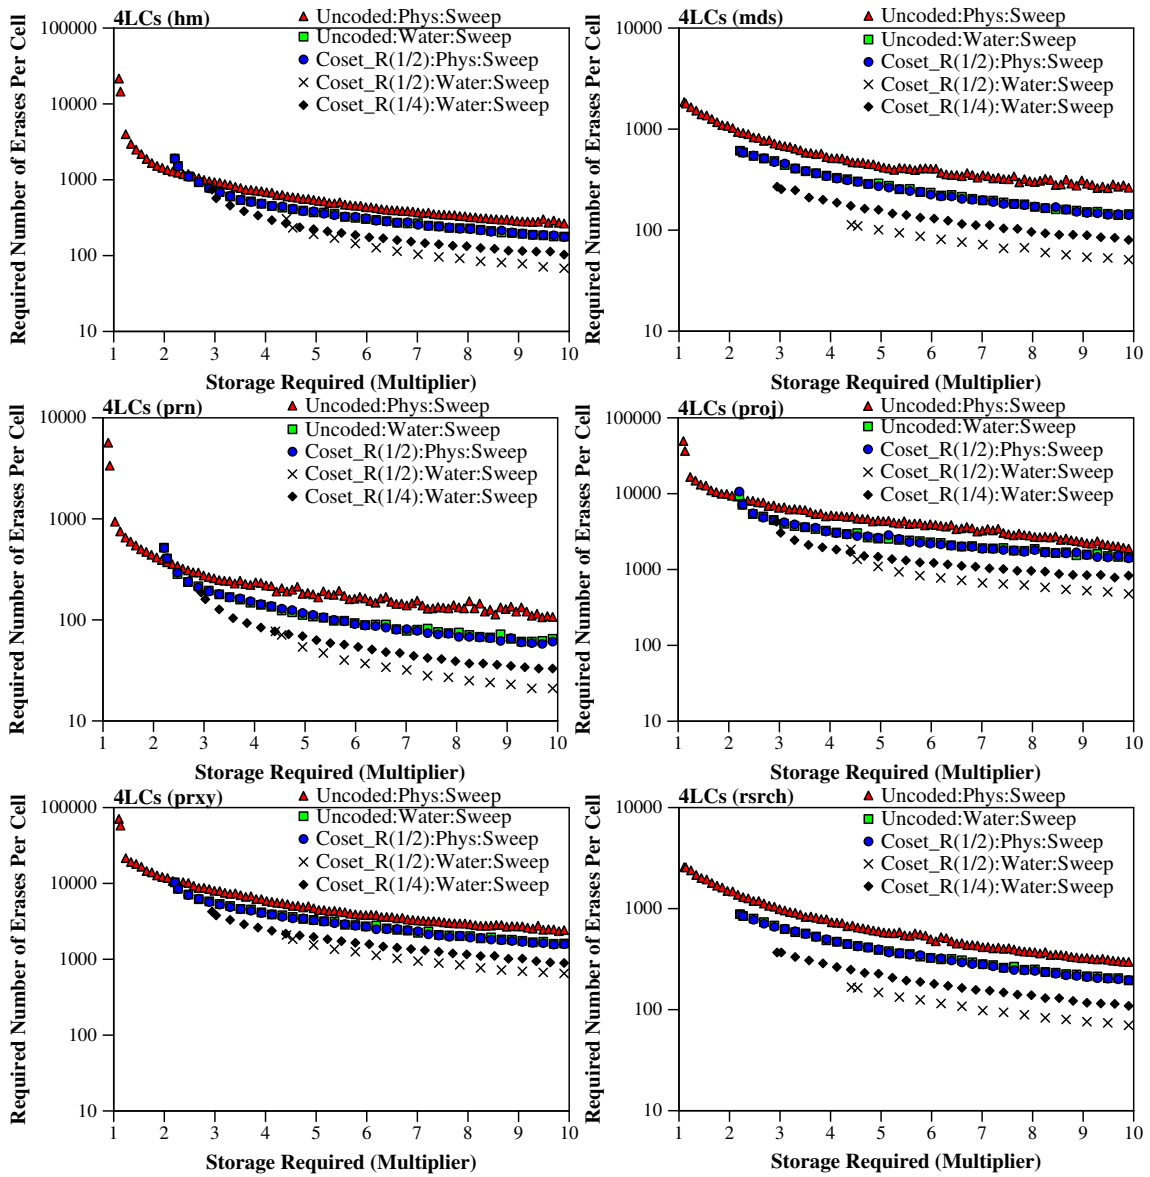 4LCs (hm)
Uncoded:Phys:Sweep
Uncoded:Water:Sweep
Coset_R(1/2):Phys:Sweep
Coset_R(1/2):Water:Sweep
Coset_R(1/4):Water:Sweep
Required Number of Erases Per Cell
100000
10000
1000
100
10
1 2 3 4 5 6 7 8 9 10
Storage Required (Multiplier)
4LCs (mds)
Uncoded:Phys:Sweep
Uncoded:Water:Sweep
Coset_R(1/2):Phys:Sweep
Coset_R(1/2):Water:Sweep
Coset_R(1/4):Water:Sweep
Required Number of Erases Per Cell
10000
1000
100
10
1 2 3 4 5 6 7 8 9 10
Storage Required (Multiplier)
4LCs (prn)
Uncoded:Phys:Sweep
Uncoded:Water:Sweep
Coset_R(1/2):Phys:Sweep
Coset_R(1/2):Water:Sweep
Coset_R(1/4):Water:Sweep
Required Number of Erases Per Cell
10000
1000
100
10
1 2 3 4 5 6 7 8 9 10
Storage Required (Multiplier)
4LCs (proj)
Uncoded:Phys:Sweep
Uncoded:Water:Sweep
Coset_R(1/2):Phys:Sweep
Coset_R(1/2):Water:Sweep
Coset_R(1/4):Water:Sweep
Required Number of Erases Per Cell
100000
10000
1000
100
10
1 2 3 4 5 6 7 8 9 10
Storage Required (Multiplier)
4LCs (prxy)
Uncoded:Phys:Sweep
Uncoded:Water:Sweep
Coset_R(1/2):Phys:Sweep
Coset_R(1/2):Water:Sweep
Coset_R(1/4):Water:Sweep
Required Number of Erases Per Cell
100000
10000
1000
100
10
1 2 3 4 5 6 7 8 9 10
Storage Required (Multiplier)
4LCs (rsrch)
Uncoded:Phys:Sweep
Uncoded:Water:Sweep
Coset_R(1/2):Phys:Sweep
Coset_R(1/2):Water:Sweep
Coset_R(1/4):Water:Sweep
Required Number of Erases Per Cell
10000
1000
100
10
1 2 3 4 5 6 7 8 9 10
Storage Required (Multiplier)